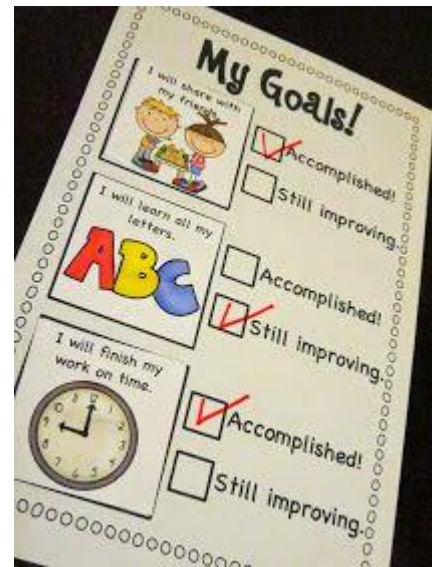 My Goals!
I will share with
my friends.
Accomplished!
Still improving.
I will learn all my
letters.
ABC
Accomplished!
Still improving.
I will finish my
work on time.
Accomplished!
Still improving.